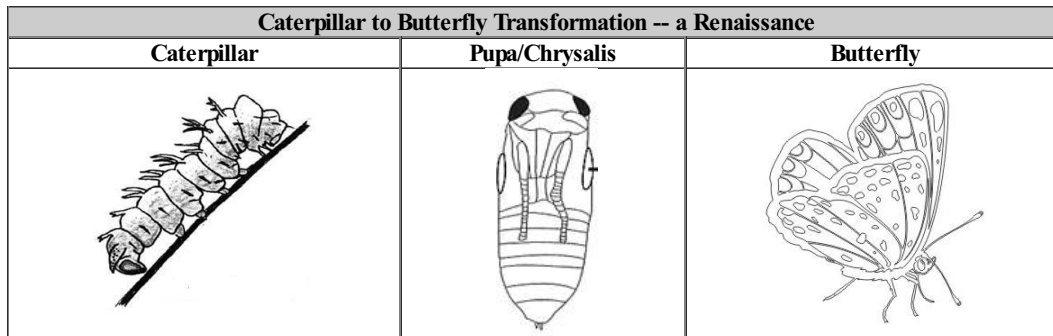 Caterpillar to Butterfly Transformation -- a Renaissance
Caterpillar
Pupa/Chrysalis
Butterfly